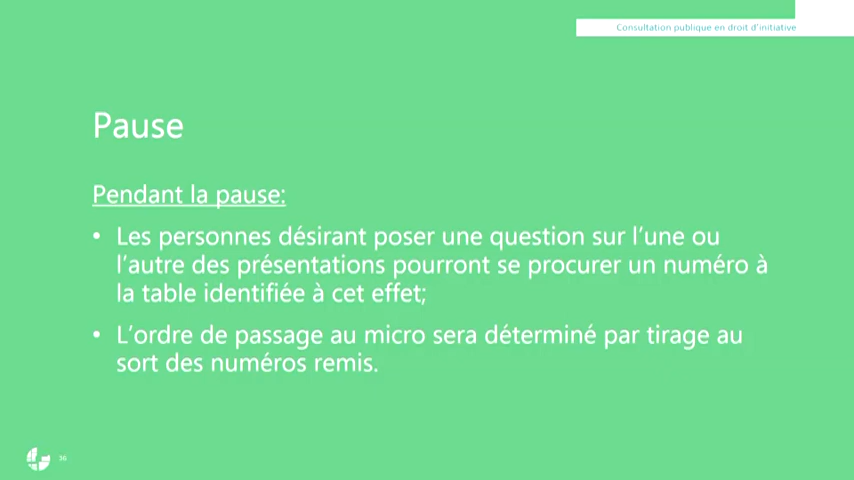 Consultation publique en droit d'initiative
Pause
Pendant la pause:
• Les personnes désirant poser une question sur l'une ou
l'autre des présentations pourront se procurer un numéro à
la table identifiée à cet effet;
• L'ordre de passage au micro sera déterminé par tirage au
sort des numéros remis.
36